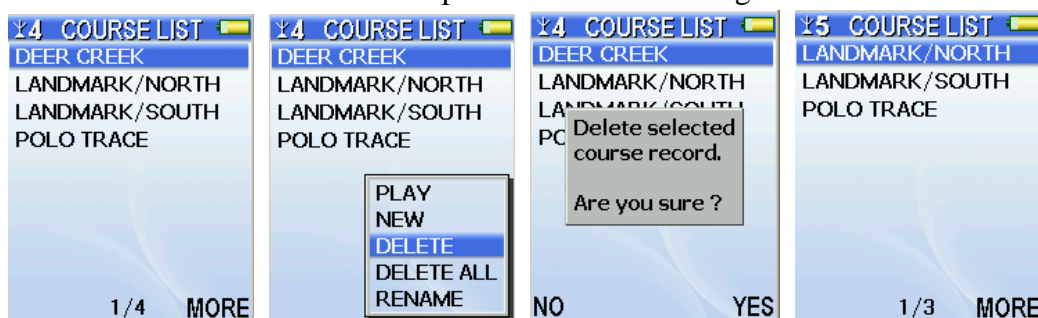 4 COURSE LIST
DEER CREEK
LANDMARK/NORTH
LANDMARK/SOUTH
POLO TRACE
1/4 MORE
4 COURSE LIST
DEER CREEK
LANDMARK/NORTH
LANDMARK/SOUTH
POLO TRACE
PLAY
NEW
DELETE
DELETE ALL
RENAME
4 COURSE LIST
DEER CREEK
LANDMARK/NORTH
LANDMARK/SOUTH
PO
Delete selected
course record.
Are you sure ?
NO YES
5 COURSE LIST
LANDMARK/NORTH
LANDMARK/SOUTH
POLO TRACE
1/3 MORE